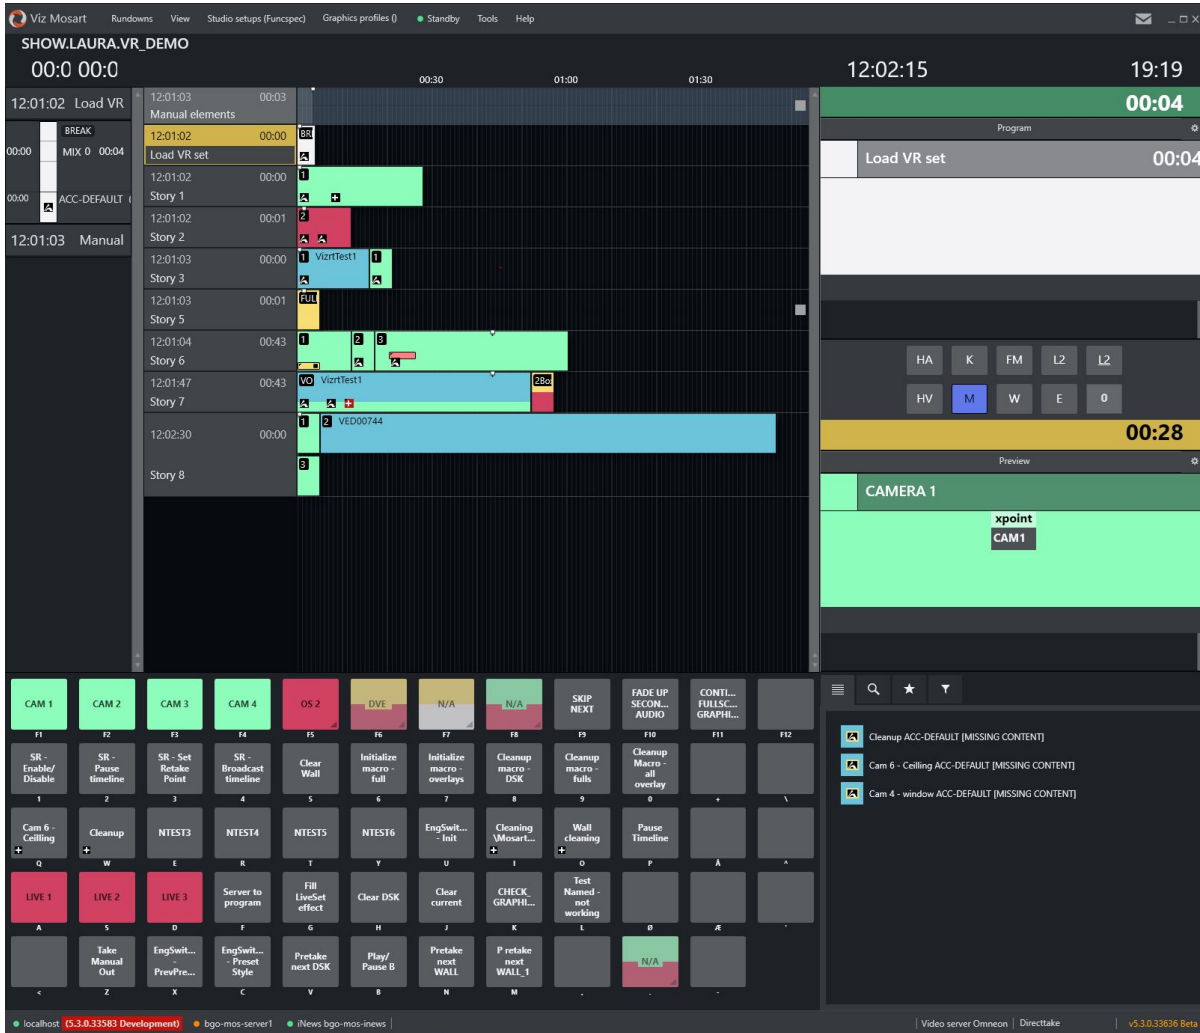 Viz Mosart Rundowns View Studio setups (Funcspec) Graphics profiles () Standby Tools Help
SHOW.LAURA.VR_DEMO
00:0 00:0
00:30 01:00 01:30
12:02:15 19:19
12:01:02 Load VR
BREAK
00:00 MIX 0 00:04
00:00 ACC-DEFAULT
12:01:03 Manual
12:01:03 00:03
Manual elements
12:01:02 00:00 BRE
Load VR set
12:01:02 00:00 1
Story 1
12:01:02 00:01 2
Story 2
12:01:03 00:00 1 VizrtTest1 1
Story 3
12:01:03 00:01 FULL
Story 5
12:01:04 00:43 1 2 3
Story 6
12:01:47 00:43 VO VizrtTest1 2Bo
Story 7
12:02:30 00:00 1 2 VED00744
Story 8 3
00:04
Program
Load VR set 00:04
HA K FM L2 L2
HV M W E 0
00:28
Preview
CAMERA 1
xpoint
CAM1
CAM 1 CAM 2 CAM 3 CAM 4 OS 2 DVE N/A N/A SKIP NEXT FADE UP SECON... AUDIO CONTI... FULLSC... GRAPHI...
F1 F2 F3 F4 F5 F6 F7 F8 F9 F10 F11 F12
SR - Enable/ Disable SR - Pause timeline SR - Set Retake Point SR - Broadcast timeline Clear Wall Initialize macro - full Initialize macro - overlays Cleanup macro - DSK Cleanup macro - fulls Cleanup Macro - all overlay
1 2 3 4 5 6 7 8 9 0 + \
Cam 6 - Ceilling Cleanup NTEST3 NTEST4 NTEST5 NTEST6 EngSwit... - Init Cleaning \Mosart... Wall cleaning Pause Timeline
Q W E R T Y U I O P Å ^
LIVE 1 LIVE 2 LIVE 3 Server to program Fill LiveSet effect Clear DSK Clear current CHECK_ GRAPHI... Test Named - not working
A S D F G H J K L Ø Æ '
Take Manual Out EngSwit... - PrevPre... EngSwit... - Preset Style Pretake next DSK Play/ Pause B Pretake next WALL P retake next WALL_1 N/A
< Z X C V B N M , . -
Cleanup ACC-DEFAULT [MISSING CONTENT]
Cam 6 - Ceilling ACC-DEFAULT [MISSING CONTENT]
Cam 4 - window ACC-DEFAULT [MISSING CONTENT]
localhost (5.3.0.33583 Development) bgo-mos-server1 iNews bgo-mos-inews Video server Omneon Directtake v5.3.0.33636 Beta